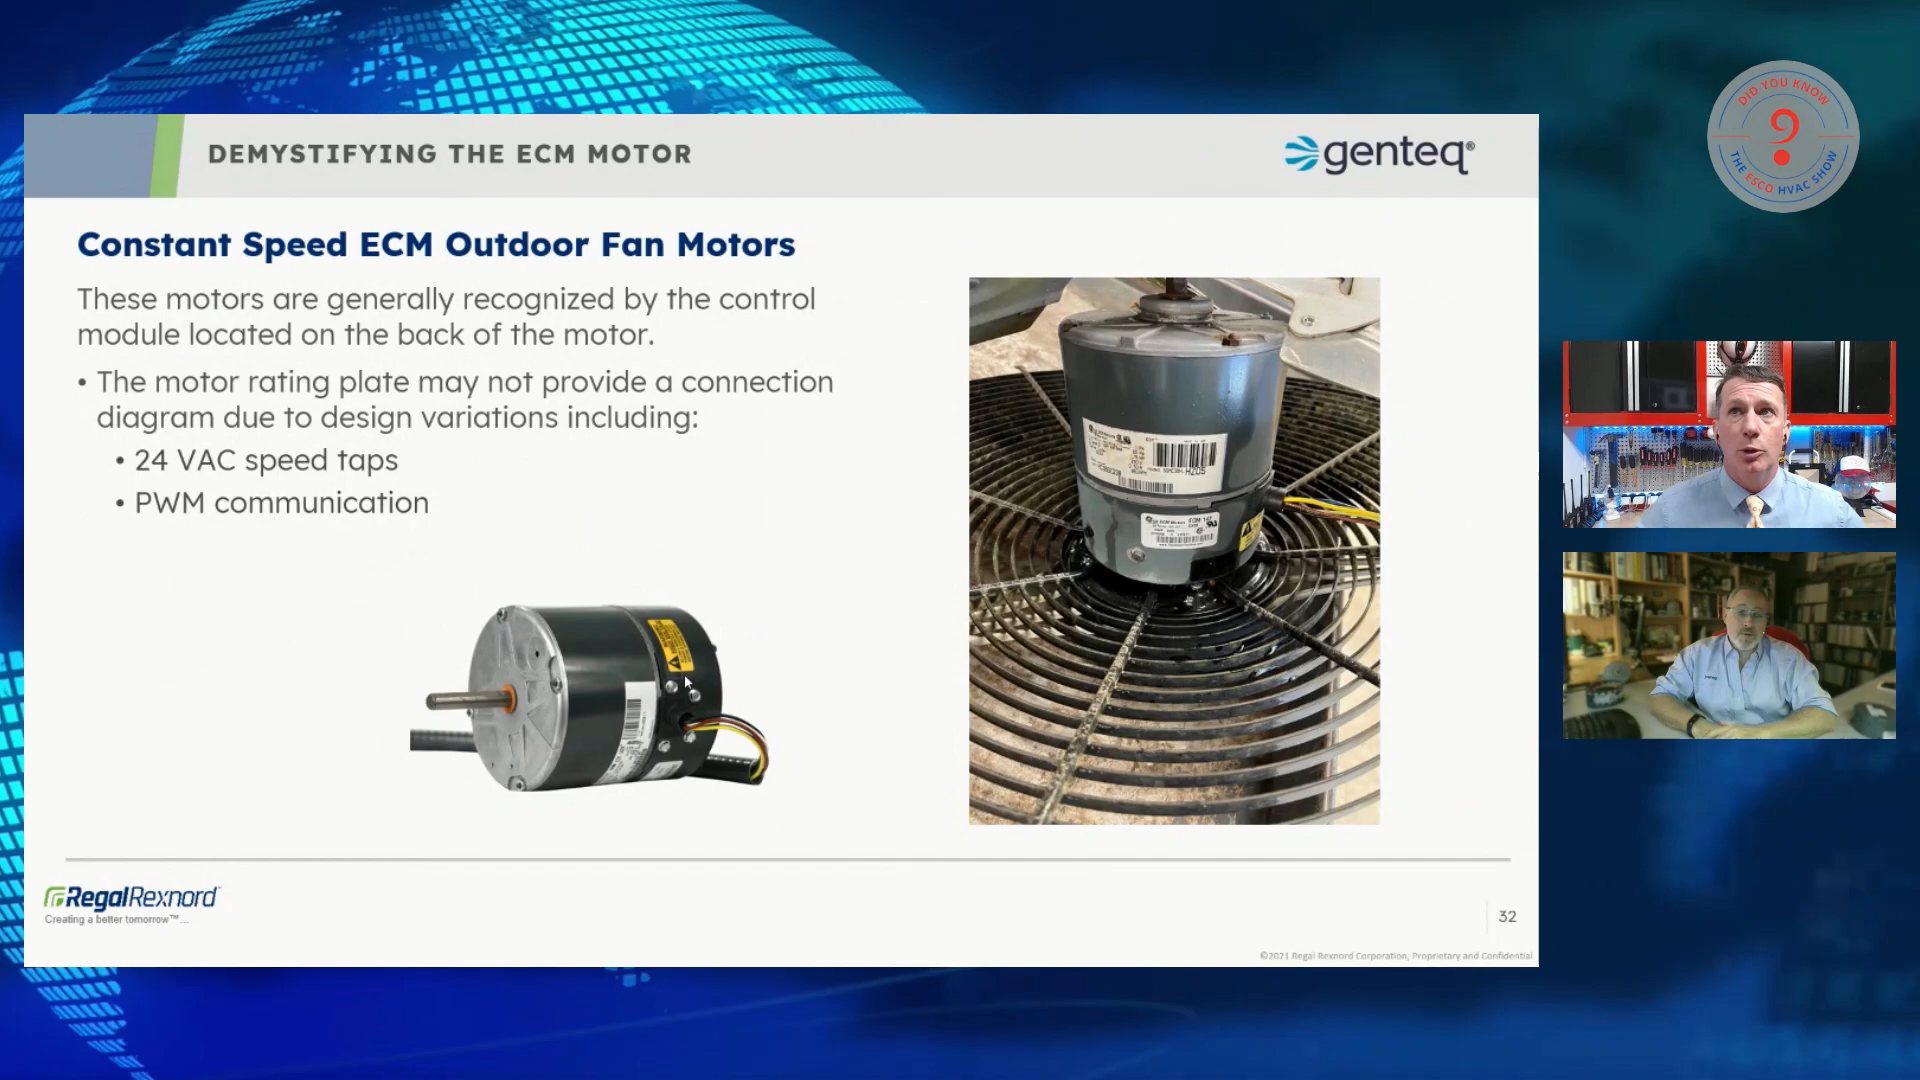 DEMYSTIFYING THE ECM MOTOR
genteq®
DID YOU KNOW
?
THE ESCO HVAC SHOW
Constant Speed ECM Outdoor Fan Motors
These motors are generally recognized by the control
module located on the back of the motor.
• The motor rating plate may not provide a connection
diagram due to design variations including:
• 24 VAC speed taps
• PWM communication
RegalRexnord
Creating a better tomorrow™...
32
©2021 Regal Rexnord Corporation, Proprietary and Confidential